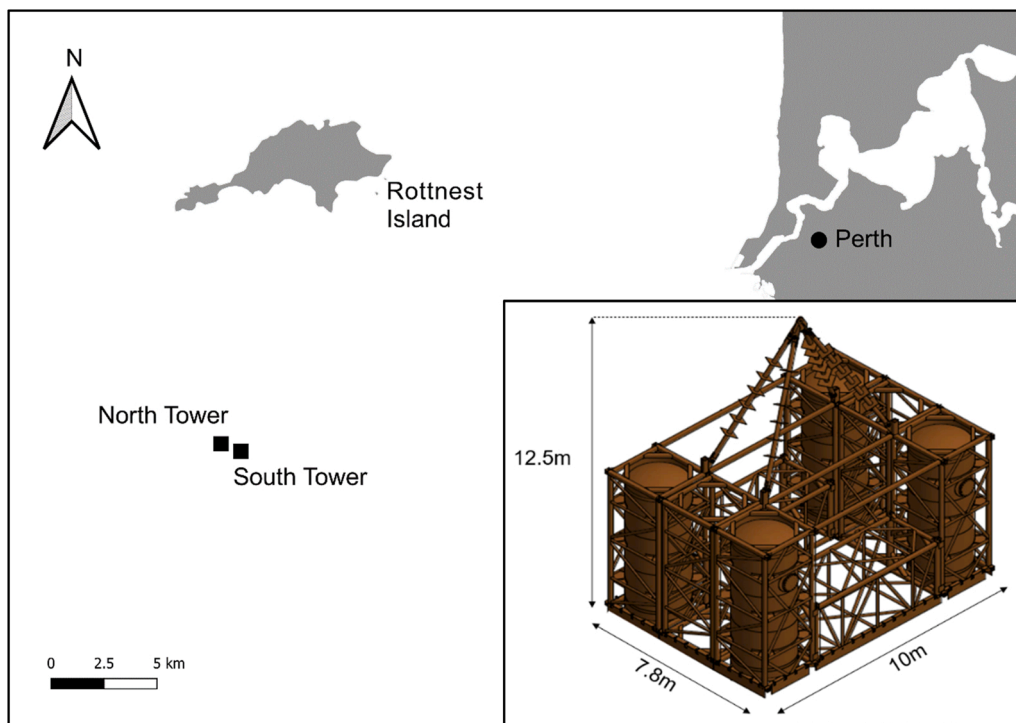 N
Rottnest
Island
Perth
North Tower
South Tower
12.5m
7.8m
10m
0 2.5 5 km